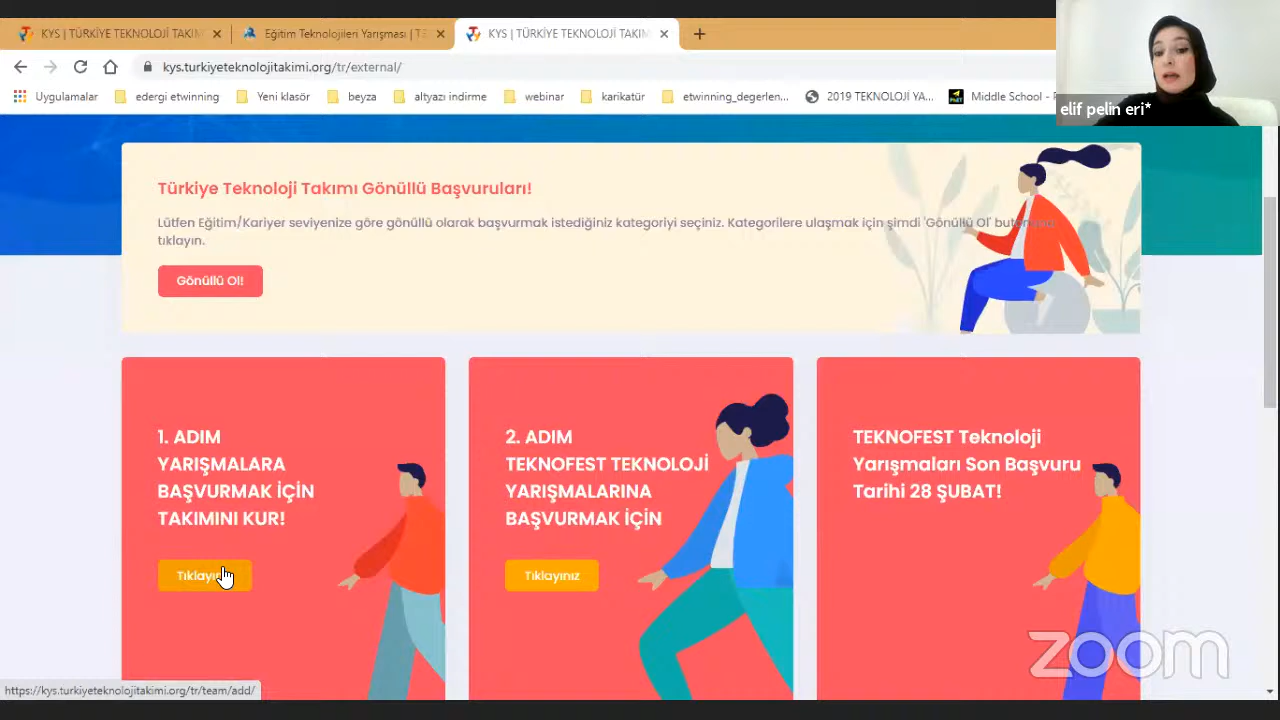 KYS | TÜRKİYE TEKNOLOJİ TAKIM
Eğitim Teknolojileri Yarışması | TE
KYS | TÜRKİYE TEKNOLOJİ TAKIM
kys.turkiyeteknolojitakimi.org/tr/external/
Uygulamalar
edergi etwinning
Yeni klasör
beyza
altyazı indirme
webinar
karikatür
etwinning_degerlen...
2019 TEKNOLOJİ YA...
Middle School - P
elif pelin eri*
Türkiye Teknoloji Takımı Gönüllü Başvuruları!
Lütfen Eğitim/Kariyer seviyenize göre gönüllü olarak başvurmak istediğiniz kategoriyi seçiniz. Kategorilere ulaşmak için şimdi 'Gönüllü Ol' butonuna
tıklayın.
Gönüllü Ol!
1. ADIM
YARIŞMALARA
BAŞVURMAK İÇİN
TAKIMINI KUR!
Tıklayınız
2. ADIM
TEKNOFEST TEKNOLOJİ
YARIŞMALARINA
BAŞVURMAK İÇİN
Tıklayınız
TEKNOFEST Teknoloji
Yarışmaları Son Başvuru
Tarihi 28 ŞUBAT!
zoom
https://kys.turkiyeteknolojitakimi.org/tr/team/add/